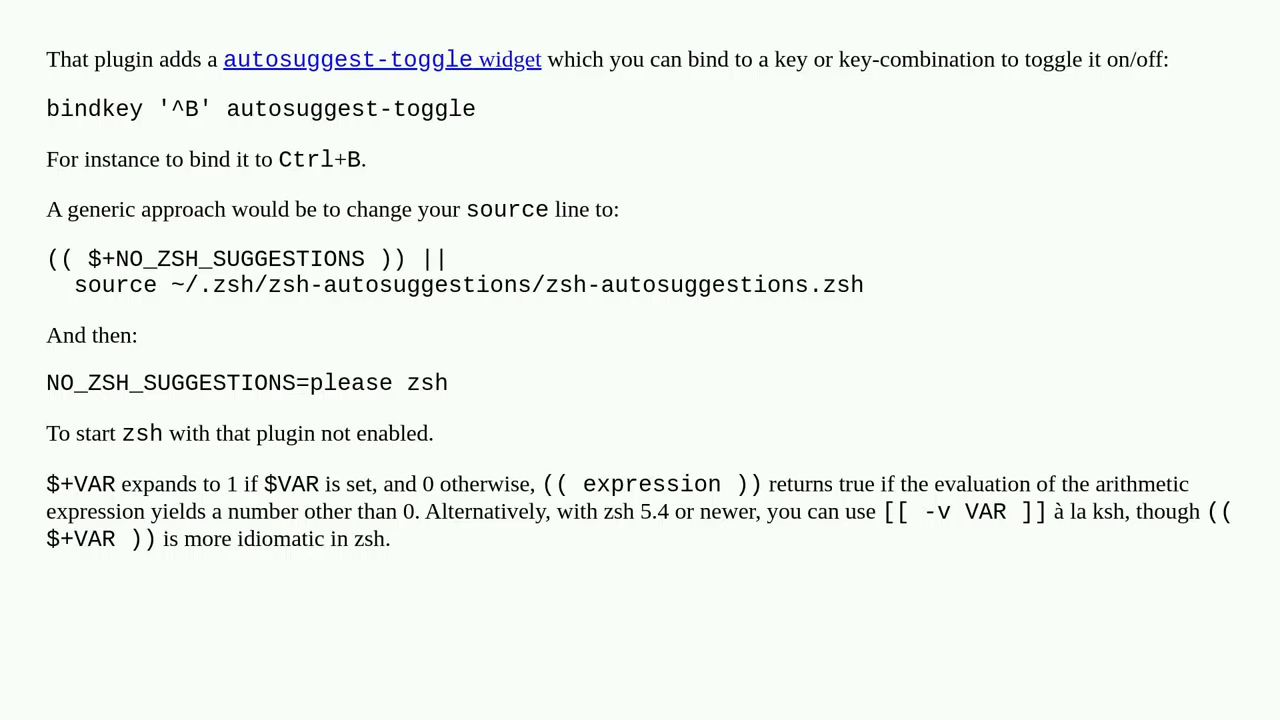 That plugin adds a autosuggest-toggle widget which you can bind to a key or key-combination to toggle it on/off:
bindkey '^B' autosuggest-toggle
For instance to bind it to Ctrl+B.
A generic approach would be to change your source line to:
(( $+NO_ZSH_SUGGESTIONS )) ||
  source ~/.zsh/zsh-autosuggestions/zsh-autosuggestions.zsh
And then:
NO_ZSH_SUGGESTIONS=please zsh
To start zsh with that plugin not enabled.
$+VAR expands to 1 if $VAR is set, and 0 otherwise, (( expression )) returns true if the evaluation of the arithmetic
expression yields a number other than 0. Alternatively, with zsh 5.4 or newer, you can use [[ -v VAR ]] à la ksh, though ((
$+VAR )) is more idiomatic in zsh.